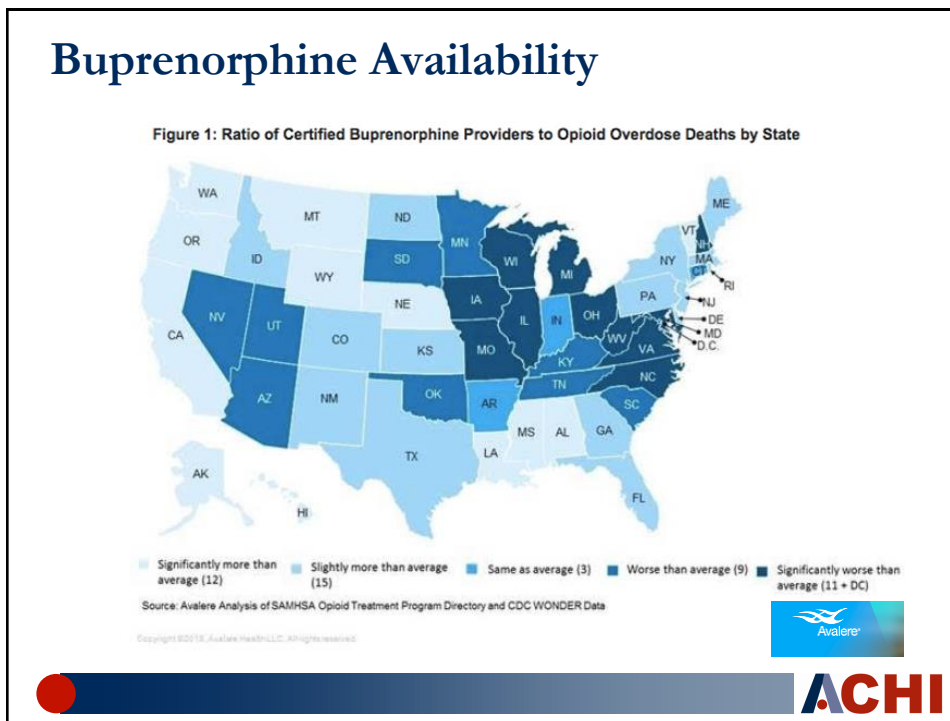 Buprenorphine Availability
Figure 1: Ratio of Certified Buprenorphine Providers to Opioid Overdose Deaths by State
WA
MT
ND
ME
OR
ID
MN
VT
NH
SD
WI
NY
MA
CT
WY
MI
RI
IA
PA
NE
NJ
NV
UT
IL
IN
OH
DE
CA
CO
MD
WV
KS
MO
VA
D.C.
KY
NC
TN
AZ
NM
OK
AR
SC
MS
AL
GA
TX
LA
AK
FL
HI
Significantly more than
average (12)
Slightly more than average
(15)
Same as average (3)
Worse than average (9)
Significantly worse than
average (11 + DC)
Source: Avalere Analysis of SAMHSA Opioid Treatment Program Directory and CDC WONDER Data
Avalere
ACHI